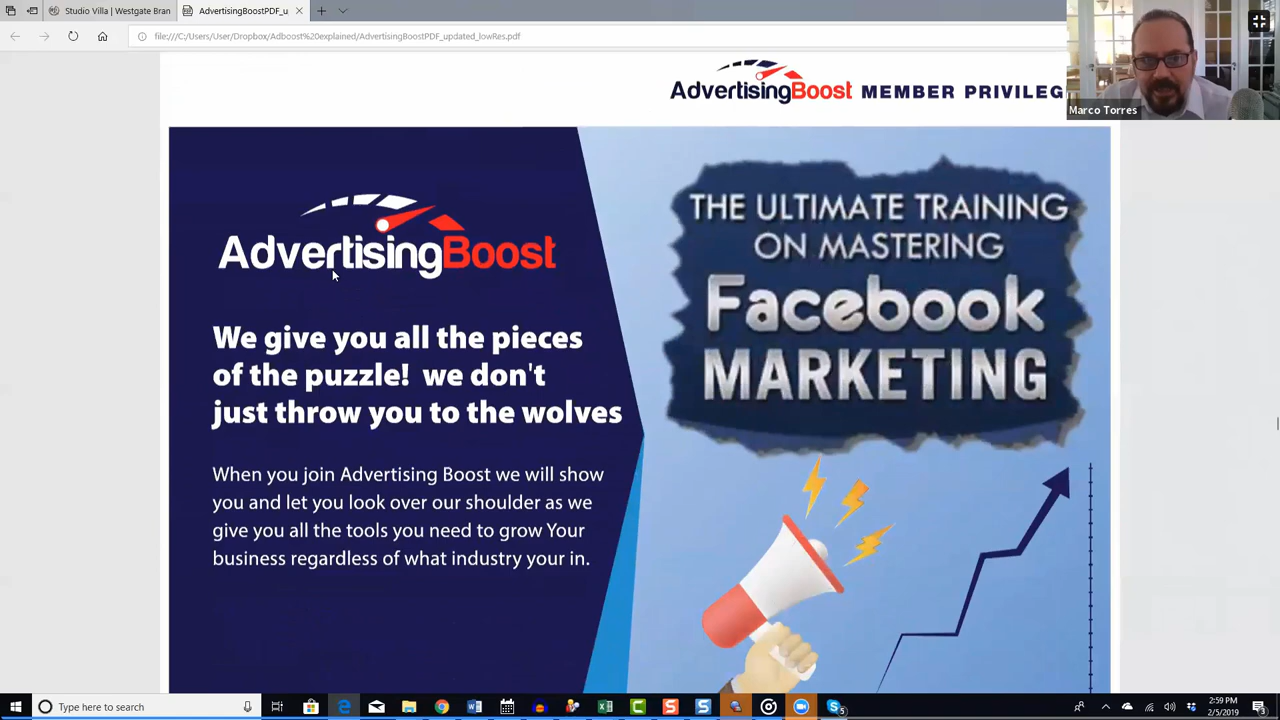 Studio Villa | Westgate Bran
AdvertisingBoostPDF_u
file:///C:/Users/User/Dropbox/Adboost%20explained/AdvertisingBoostPDF_updated_lowRes.pdf
AdvertisingBoost MEMBER PRIVILEG
Marco Torres
AdvertisingBoost
We give you all the pieces
of the puzzle! we don't
just throw you to the wolves
When you join Advertising Boost we will show
you and let you look over our shoulder as we
give you all the tools you need to grow Your
business regardless of what industry your in.
THE ULTIMATE TRAINING
ON MASTERING
Facebook
MARKETING
Type here to search
2:59 PM
2/5/2019